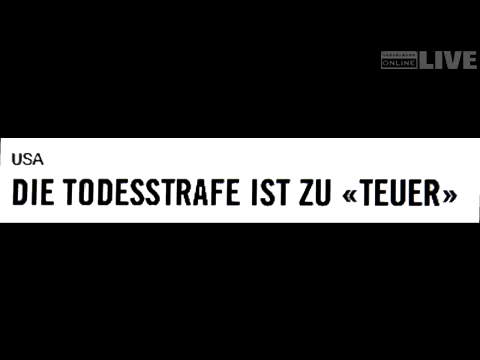 ONLINE LIVE
USA
DIE TODESSTRAFE IST ZU «TEUER»